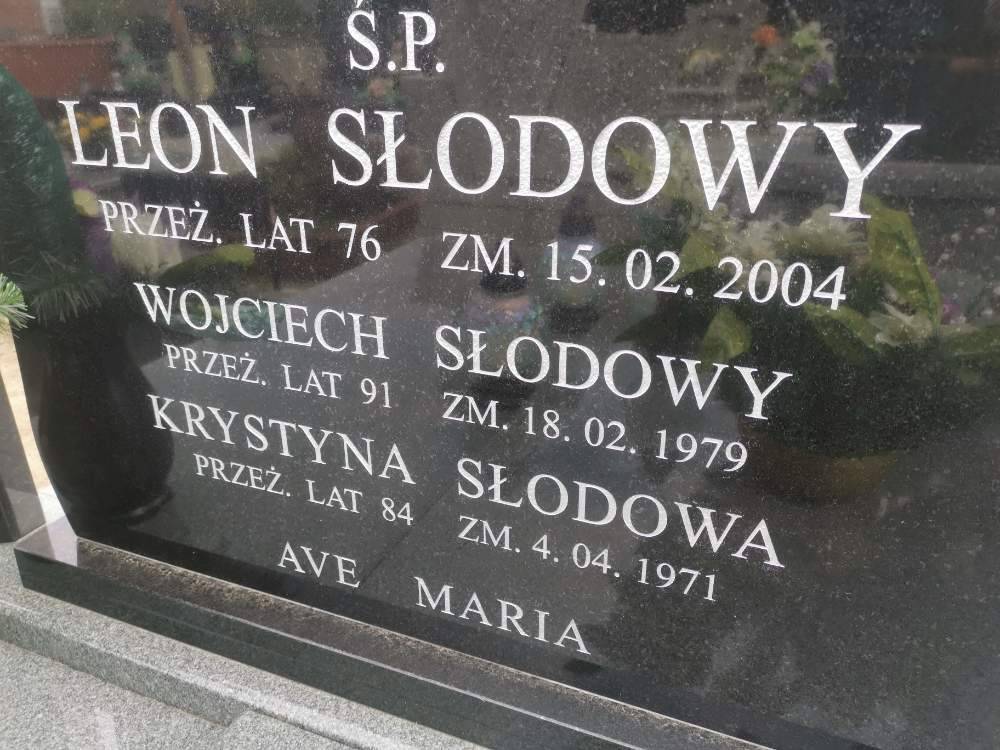 Ś.P.
LEON SŁODOWY
PRZEŻ. LAT 76 ZM. 15. 02. 2004
WOJCIECH SŁODOWY
PRZEŻ. LAT 91 ZM. 18. 02. 1979
KRYSTYNA SŁODOWA
PRZEŻ. LAT 84 ZM. 4. 04. 1971
AVE MARIA